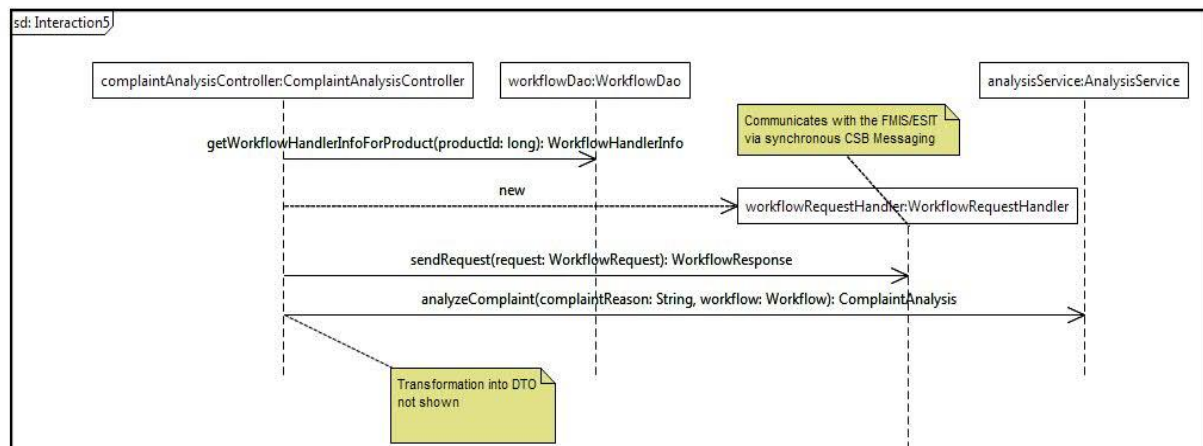 sd: Interaction5
complaintAnalysisController:ComplaintAnalysisController
workflowDao:WorkflowDao
analysisService:AnalysisService
Communicates with the FMIS/ESIT
via synchronous CSB Messaging
getWorkflowHandlerInfoForProduct(productId: long): WorkflowHandlerInfo
new
workflowRequestHandler:WorkflowRequestHandler
sendRequest(request: WorkflowRequest): WorkflowResponse
analyzeComplaint(complaintReason: String, workflow: Workflow): ComplaintAnalysis
Transformation into DTO
not shown